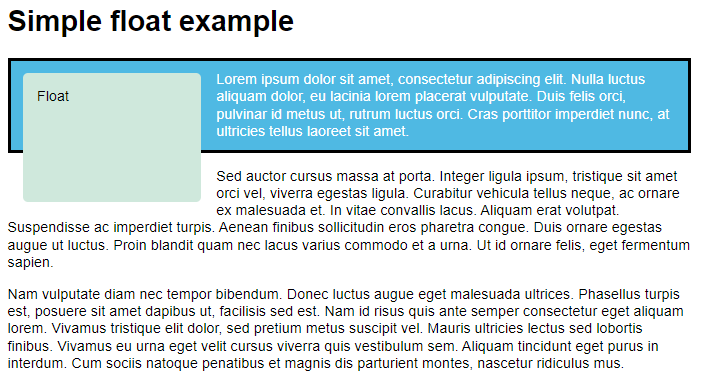 Simple float example
Float
Lorem ipsum dolor sit amet, consectetur adipiscing elit. Nulla luctus
aliquam dolor, eu lacinia lorem placerat vulputate. Duis felis orci,
pulvinar id metus ut, rutrum luctus orci. Cras porttitor imperdiet nunc, at
ultricies tellus laoreet sit amet.
Sed auctor cursus massa at porta. Integer ligula ipsum, tristique sit amet
orci vel, viverra egestas ligula. Curabitur vehicula tellus neque, ac ornare
ex malesuada et. In vitae convallis lacus. Aliquam erat volutpat.
Suspendisse ac imperdiet turpis. Aenean finibus sollicitudin eros pharetra congue. Duis ornare egestas
augue ut luctus. Proin blandit quam nec lacus varius commodo et a urna. Ut id ornare felis, eget fermentum
sapien.
Nam vulputate diam nec tempor bibendum. Donec luctus augue eget malesuada ultrices. Phasellus turpis
est, posuere sit amet dapibus ut, facilisis sed est. Nam id risus quis ante semper consectetur eget aliquam
lorem. Vivamus tristique elit dolor, sed pretium metus suscipit vel. Mauris ultricies lectus sed lobortis
finibus. Vivamus eu urna eget velit cursus viverra quis vestibulum sem. Aliquam tincidunt eget purus in
interdum. Cum sociis natoque penatibus et magnis dis parturient montes, nascetur ridiculus mus.